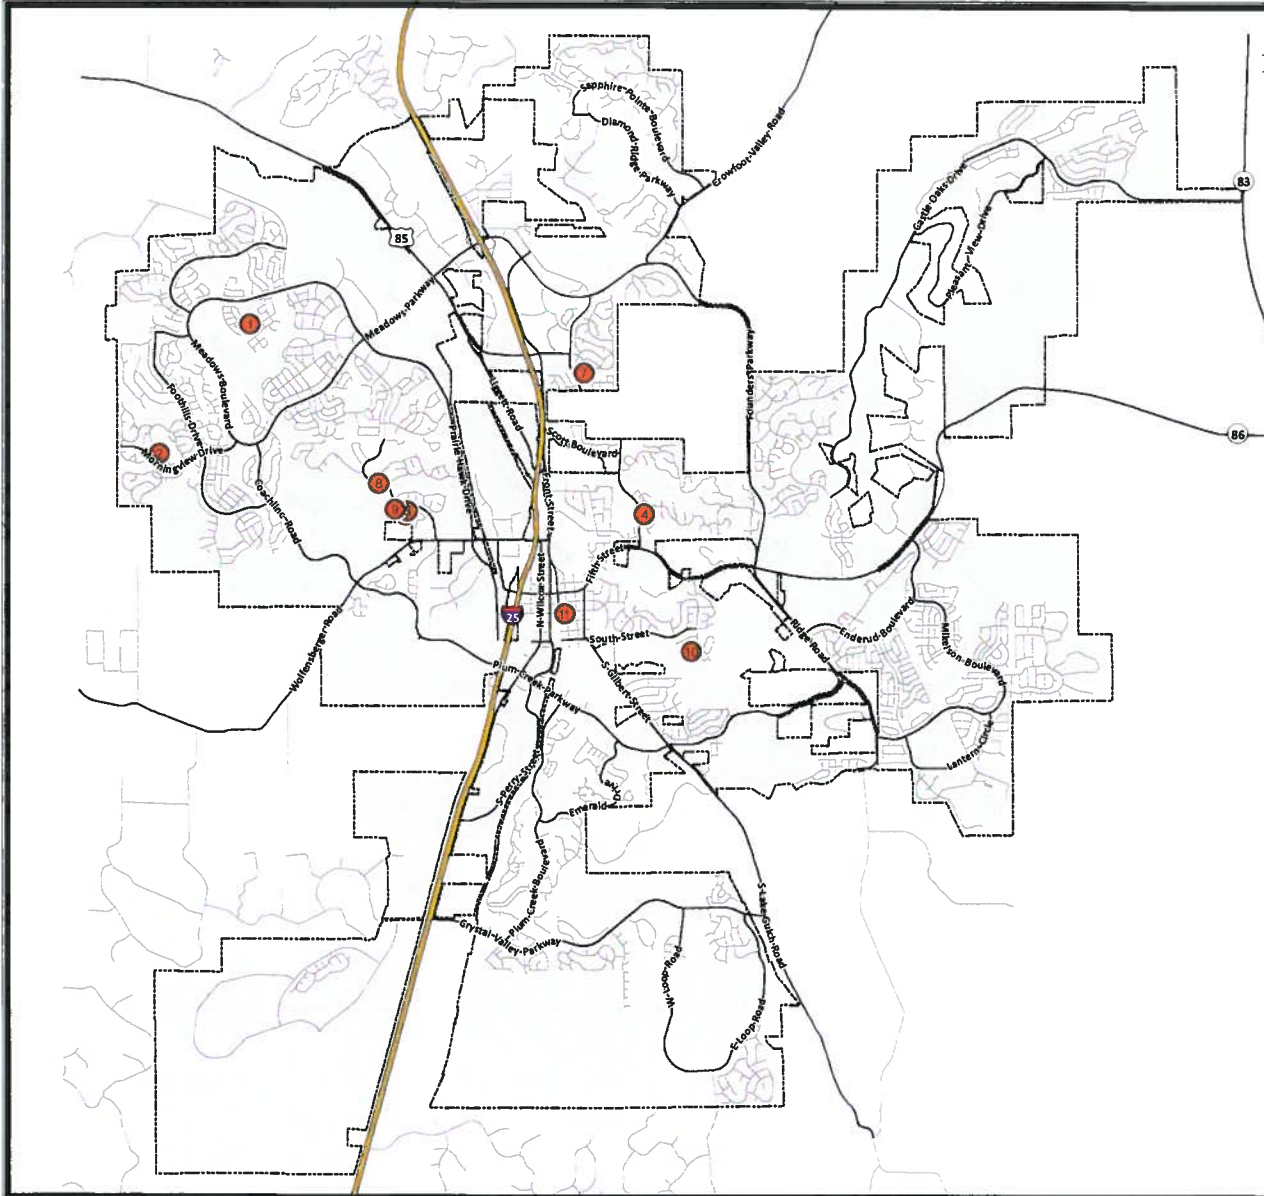 Sapphire Pointe Boulevard
Diamond Ridge Parkway
Crowfoot Valley Road
83
Castle Oaks Drive
Pleasant View Drive
85
Meadows Parkway
1
Meadows Boulevard
Foothills Drive
7
Founders Parkway
Liggett Road
86
2
Morningview Drive
Prairie Hawk Drive
Scott Boulevard
Front Street
8
Coachline Road
9
4
Fifth Street
N Wilcox Street
25
11
Enderud Boulevard
Mikelson Boulevard
South Street
10
Ridge Road
Wolfensberger Road
Plum Creek Parkway
S Gilbert Street
Lantern Circle
S Perry Street
Emerald Drive
Plum Creek Boulevard
S Lake Gulch Road
Crystal Valley Parkway
W Loop Road
E Loop Road